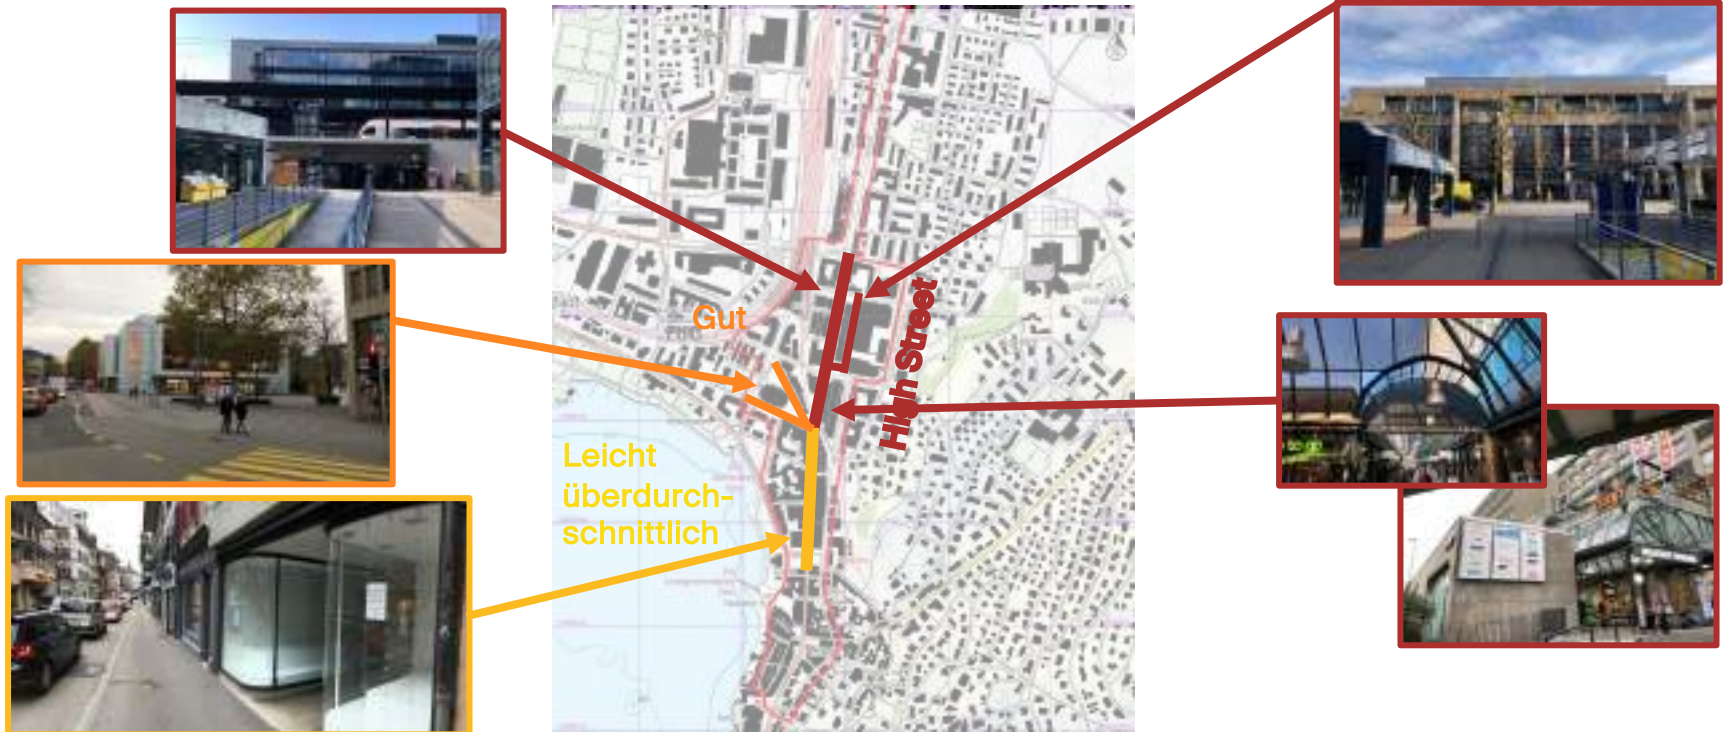 Gut
High Street
Leicht
überdurch-
schnittlich